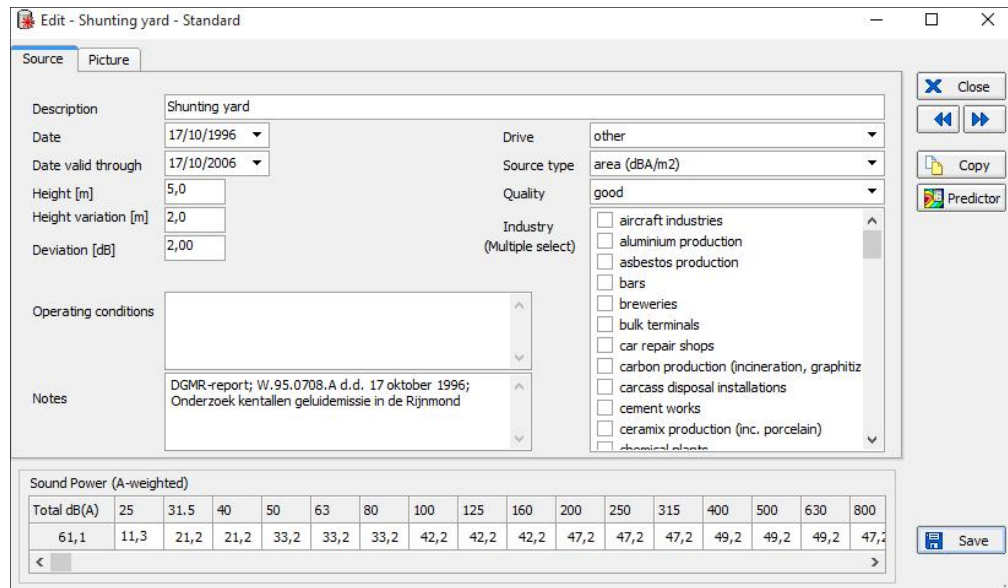 Edit - Shunting yard - Standard
Source Picture
Close
Description Shunting yard
Date 17/10/1996 Drive other
Date valid through 17/10/2006 Source type area (dBA/m2)
Copy
Height [m] 5,0 Quality good
Predictor
Height variation [m] 2,0 Industry
(Multiple select)
Deviation [dB] 2,00
aircraft industries
aluminium production
asbestos production
bars
breweries
bulk terminals
car repair shops
carbon production (incineration, graphitiz
carcass disposal installations
cement works
ceramix production (inc. porcelain)
chemical plants
Operating conditions
Notes DGMR-report; W.95.0708.A d.d. 17 oktober 1996;
Onderzoek kentallen geluidemissie in de Rijnmond
Sound Power (A-weighted)
Total dB(A) 25 31.5 40 50 63 80 100 125 160 200 250 315 400 500 630 800
61,1 11,3 21,2 21,2 33,2 33,2 33,2 42,2 42,2 42,2 47,2 47,2 47,2 49,2 49,2 49,2 47,2
Save